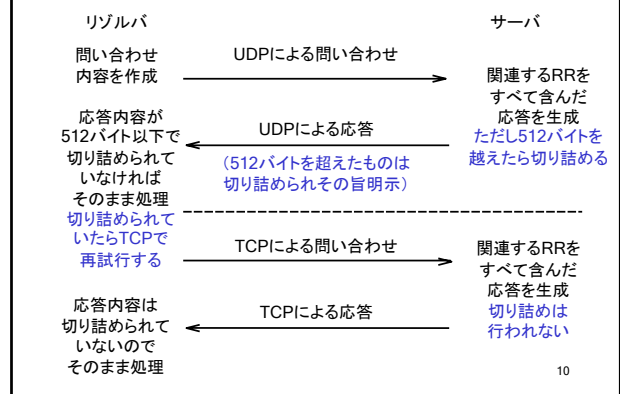 リゾルバ
サーバ
問い合わせ
内容を作成
UDPによる問い合わせ
関連するRRを
すべて含んだ
応答を生成
ただし512バイトを
越えたら切り詰める
応答内容が
512バイト以下で
切り詰められて
いなければ
そのまま処理
切り詰められて
いたらTCPで
再試行する
UDPによる応答
（512バイトを超えたものは
切り詰められその旨明示）
TCPによる問い合わせ
関連するRRを
すべて含んだ
応答を生成
切り詰めは
行われない
TCPによる応答
応答内容は
切り詰められて
いないので
そのまま処理
10